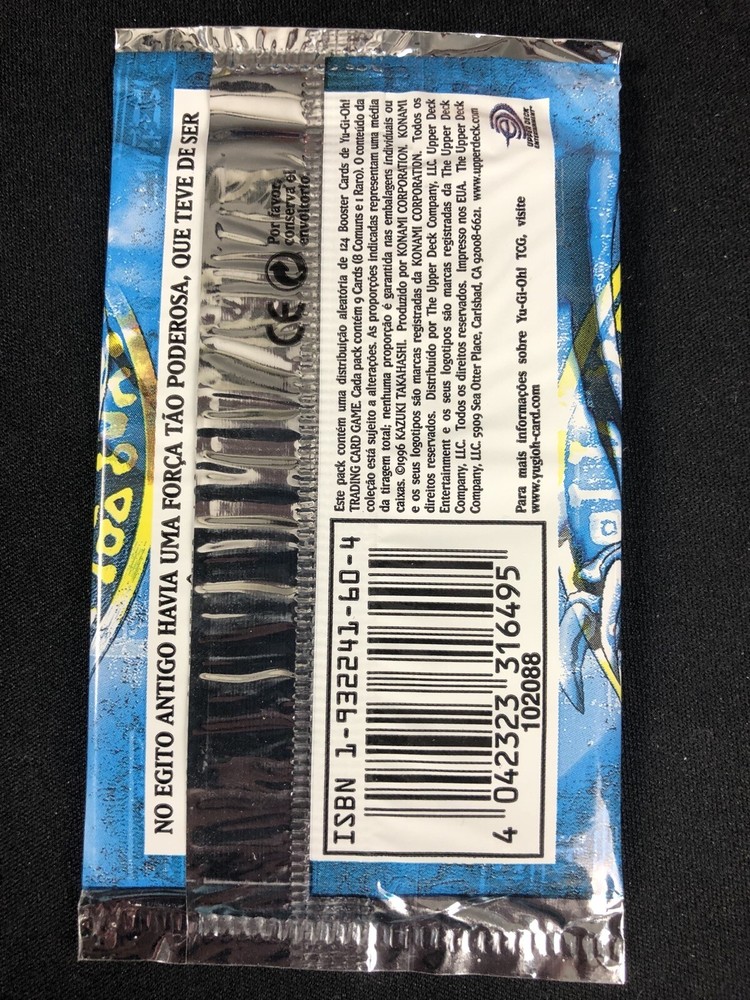 NO EGITO ANTIGO HAVIA UMA FORÇA TÃO PODEROSA, QUE TEVE DE SER
CE
Por favor,
conserva el
envoltorio.
Este pack contém uma distribuição aleatória de 124 Booster Cards de Yu-Gi-Oh!
TRADING CARD GAME. Cada pack contém 9 Cards (8 Comuns e 1 Raro). O conteúdo da
coleção está sujeito a alterações. As proporções indicadas representam uma média
da tiragem total; nenhuma proporção é garantida nas embalagens individuais ou
caixas. ©1996 KAZUKI TAKAHASHI. Produzido por KONAMI CORPORATION. KONAMI
e os seus logotipos são marcas registradas da KONAMI CORPORATION. Todos os
direitos reservados. Distribuído por The Upper Deck Company, LLC. Upper Deck
Entertainment e os seus logotipos são marcas registradas da The Upper Deck
Company, LLC. Todos os direitos reservados. Impresso nos EUA. The Upper Deck
Company, LLC. 5909 Sea Otter Place, Carlsbad, CA 92008-6621. www.upperdeck.com
UPPER DECK
ENTERTAINMENT
Para mais informações sobre Yu-Gi-Oh! TCG, visite
www.yugioh-card.com
ISBN 1-932241-60-4
4 042323 316495
102088